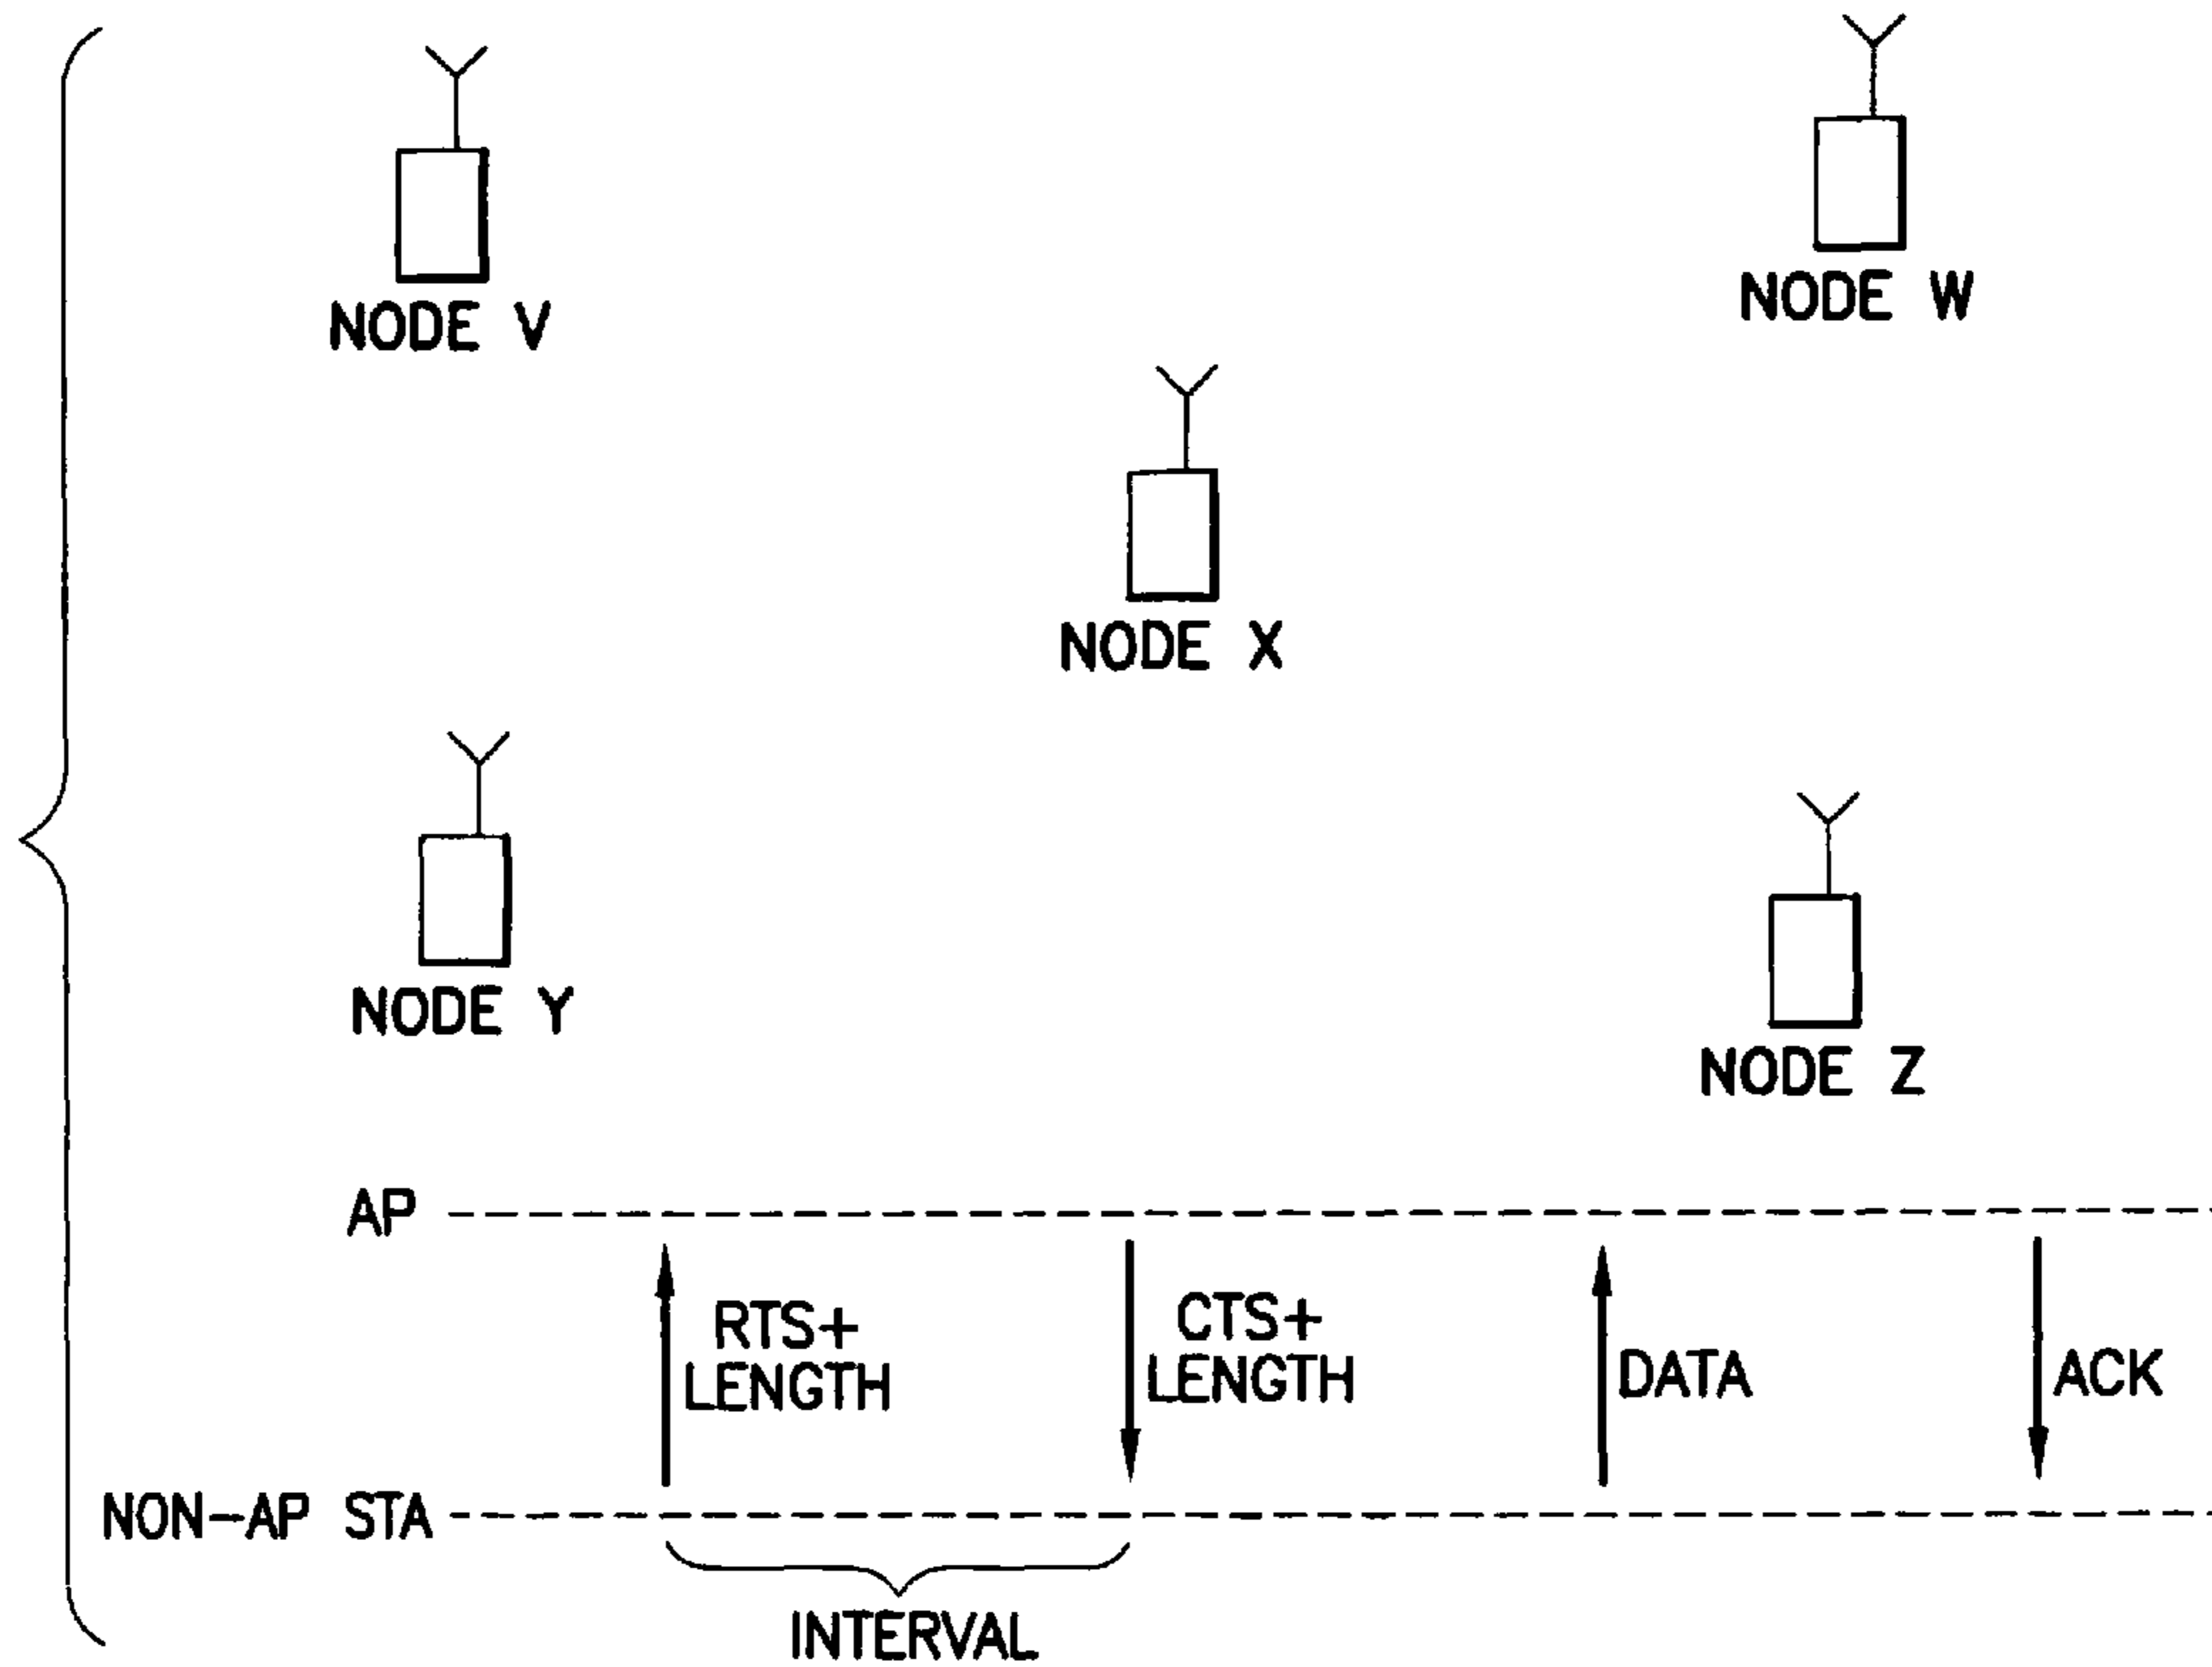 NODE V
NODE W
NODE X
NODE Y
NODE Z
AP
RTS+
LENGTH
CTS+
LENGTH
DATA
ACK
NON-AP STA
INTERVAL